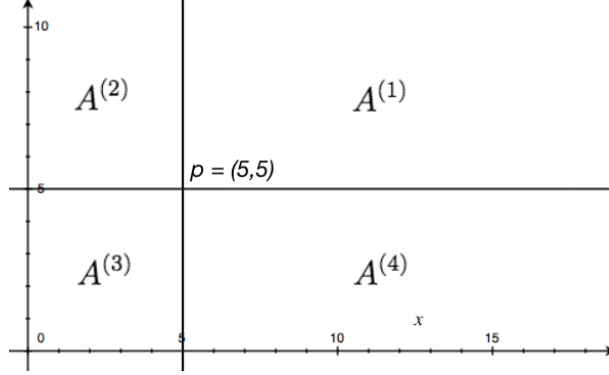 10
A^{(2)} A^{(1)}
p = (5,5)
5
A^{(3)} A^{(4)}
x
0 5 10 15